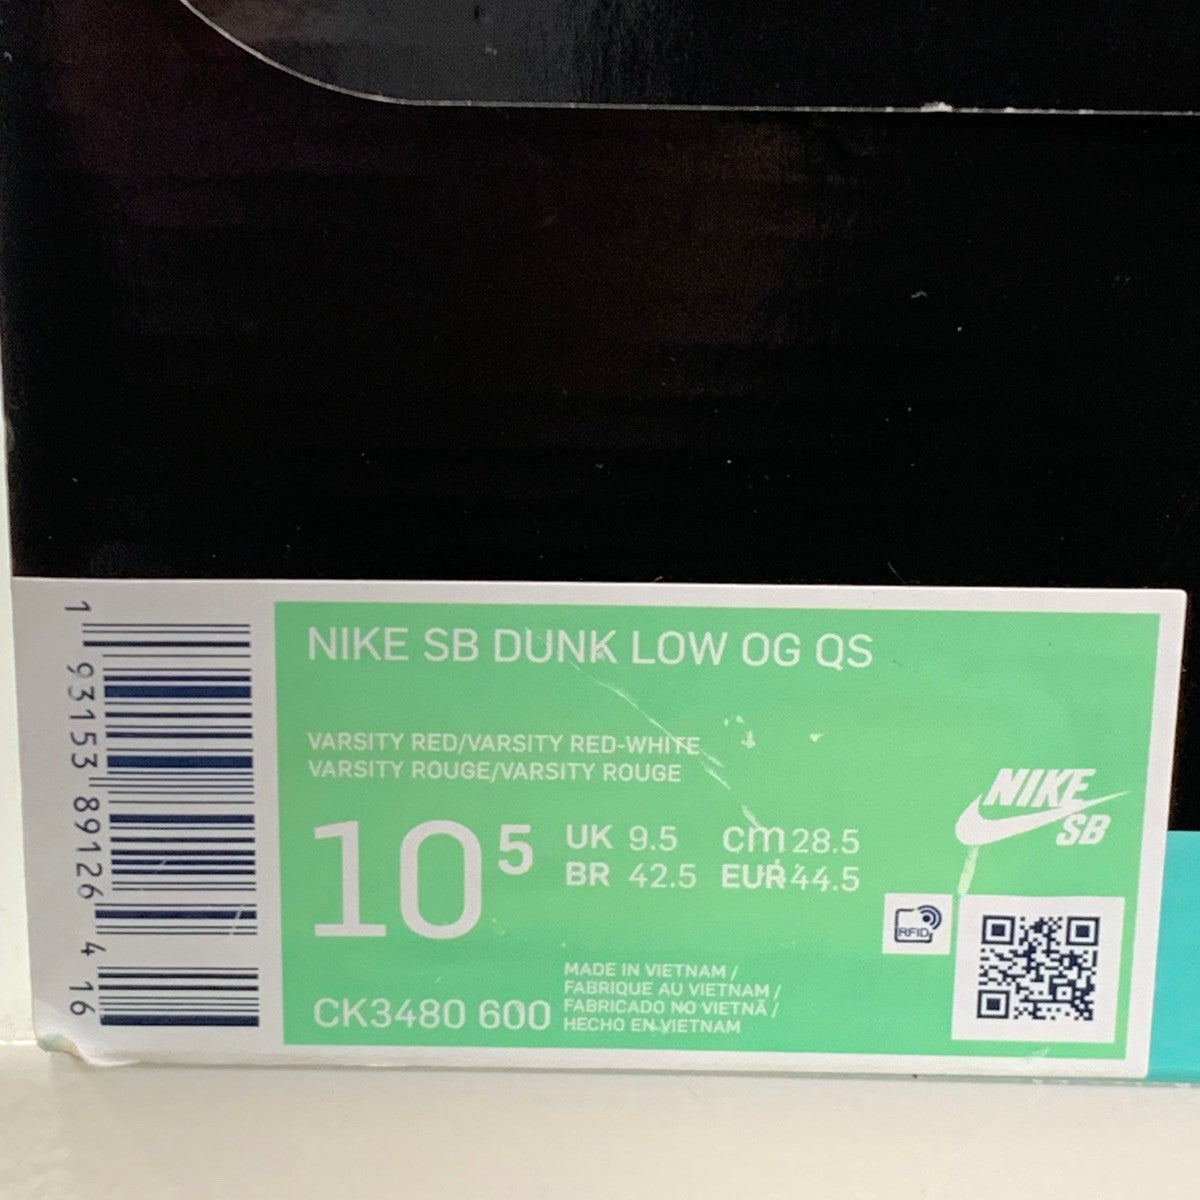 NIKE SB DUNK LOW OG QS
VARSITY RED/VARSITY RED-WHITE
VARSITY ROUGE/VARSITY ROUGE
10 5
UK 9.5 cm 28.5
BR 42.5 EUR 44.5
CK3480 600
MADE IN VIETNAM /
FABRIQUE AU VIETNAM /
FABRICADO NO VIETNÃ /
HECHO EN VIETNAM
NIKE
SB
RFID
1 93153 89126 4 16